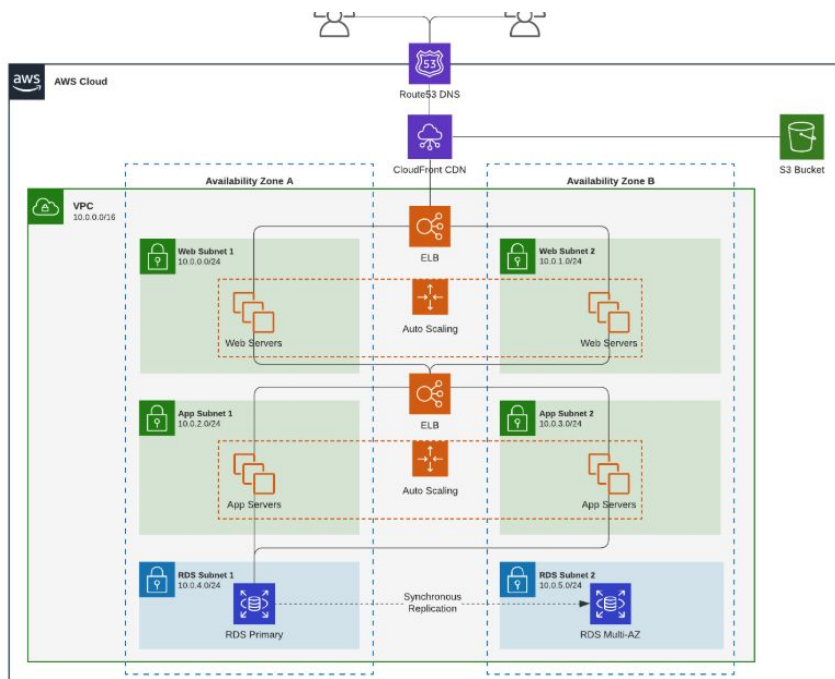 53
Route53 DNS
aws
AWS Cloud
CloudFront CDN
S3 Bucket
Availability Zone A
Availability Zone B
VPC
10.0.0.0/16
ELB
Web Subnet 1
10.0.0.0/24
Web Subnet 2
10.0.1.0/24
Auto Scaling
Web Servers
Web Servers
ELB
App Subnet 1
10.0.2.0/24
App Subnet 2
10.0.3.0/24
Auto Scaling
App Servers
App Servers
RDS Subnet 1
10.0.4.0/24
RDS Subnet 2
10.0.5.0/24
Synchronous
Replication
RDS Primary
RDS Multi-AZ